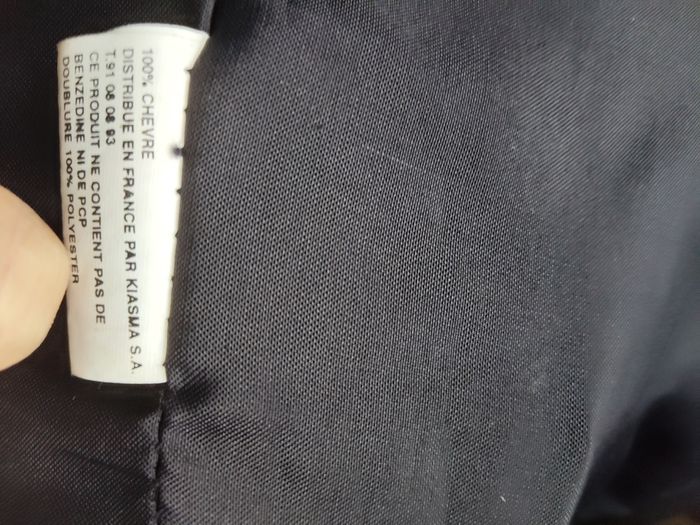 100% CHEVRE
DISTRIBUE EN FRANCE PAR KIASMA S.A.
T.91 08 08 93
CE PRODUIT NE CONTIENT PAS DE
BENZEDINE NI DE PCP
DOUBLURE 100% POLYESTER